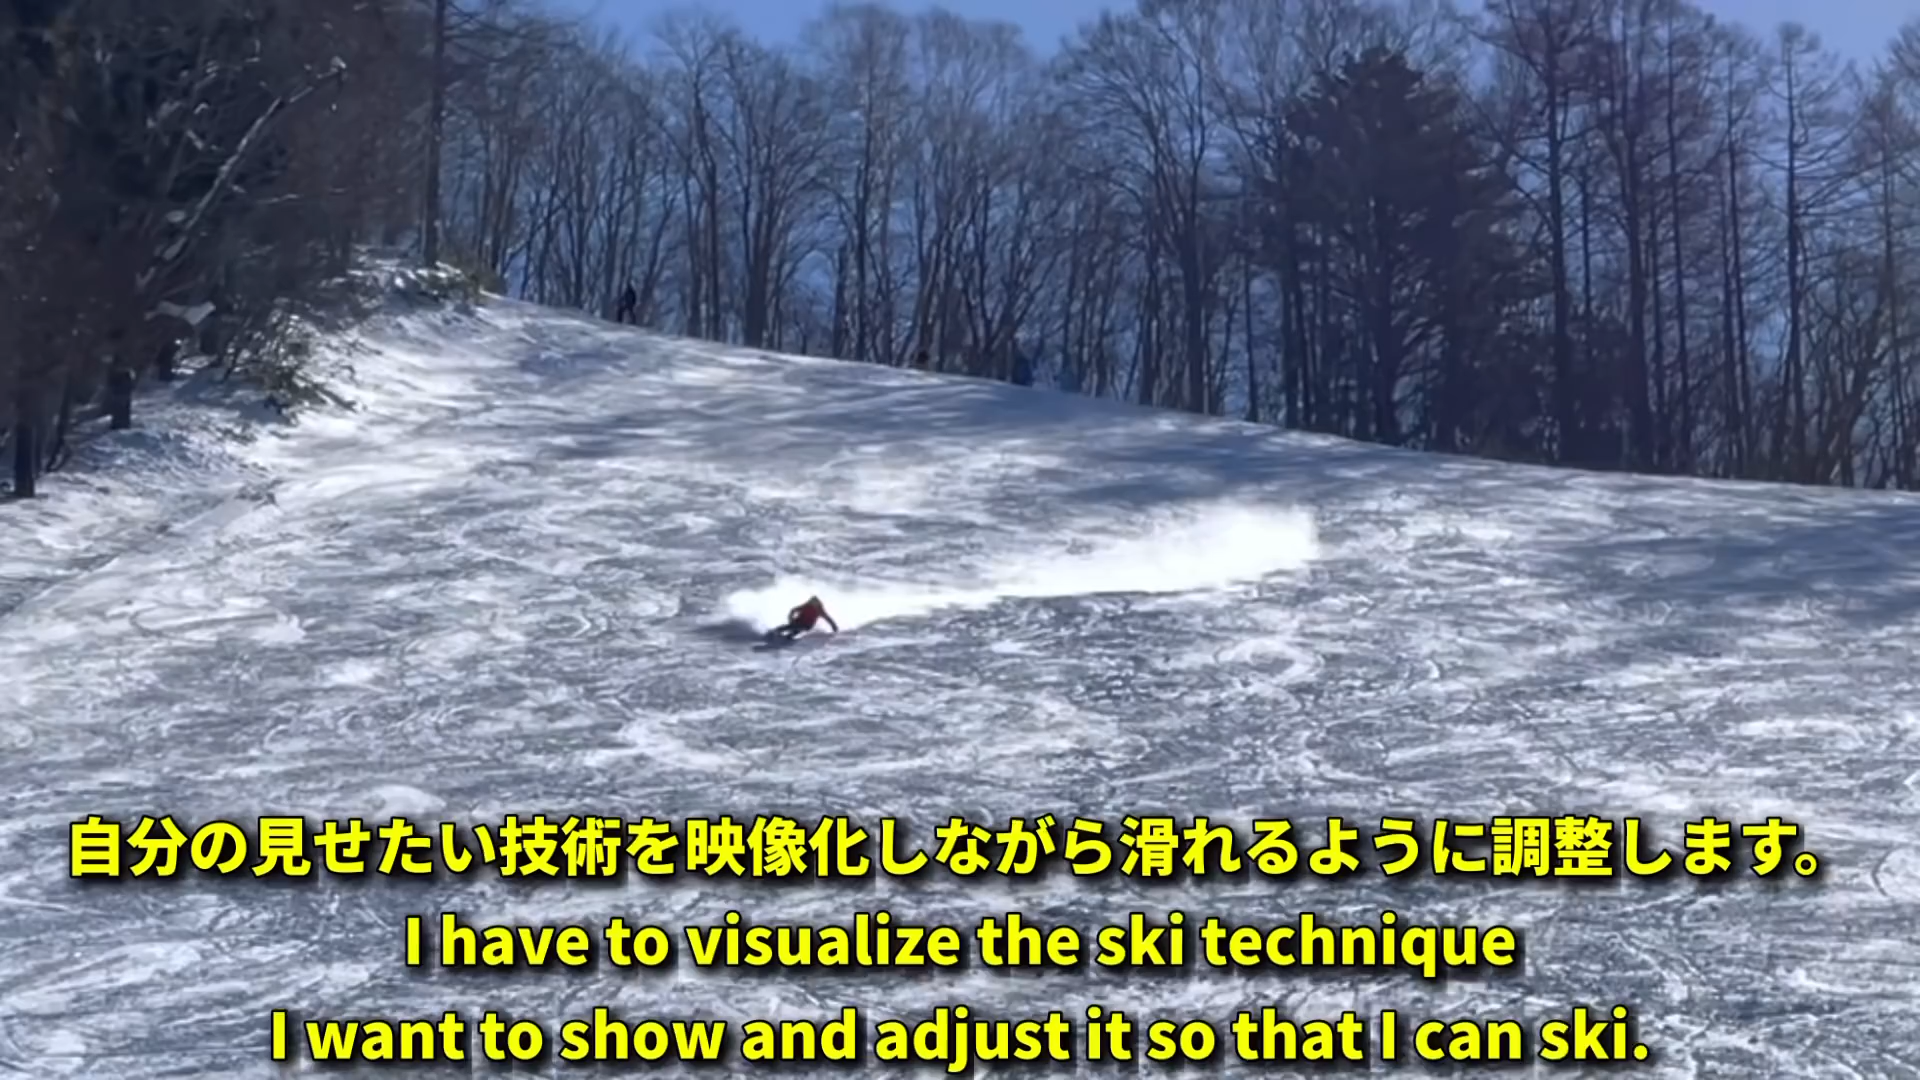 自分の見せたい技術を映像化しながら滑れるように調整します。
I have to visualize the ski technique
I want to show and adjust it so that I can ski.